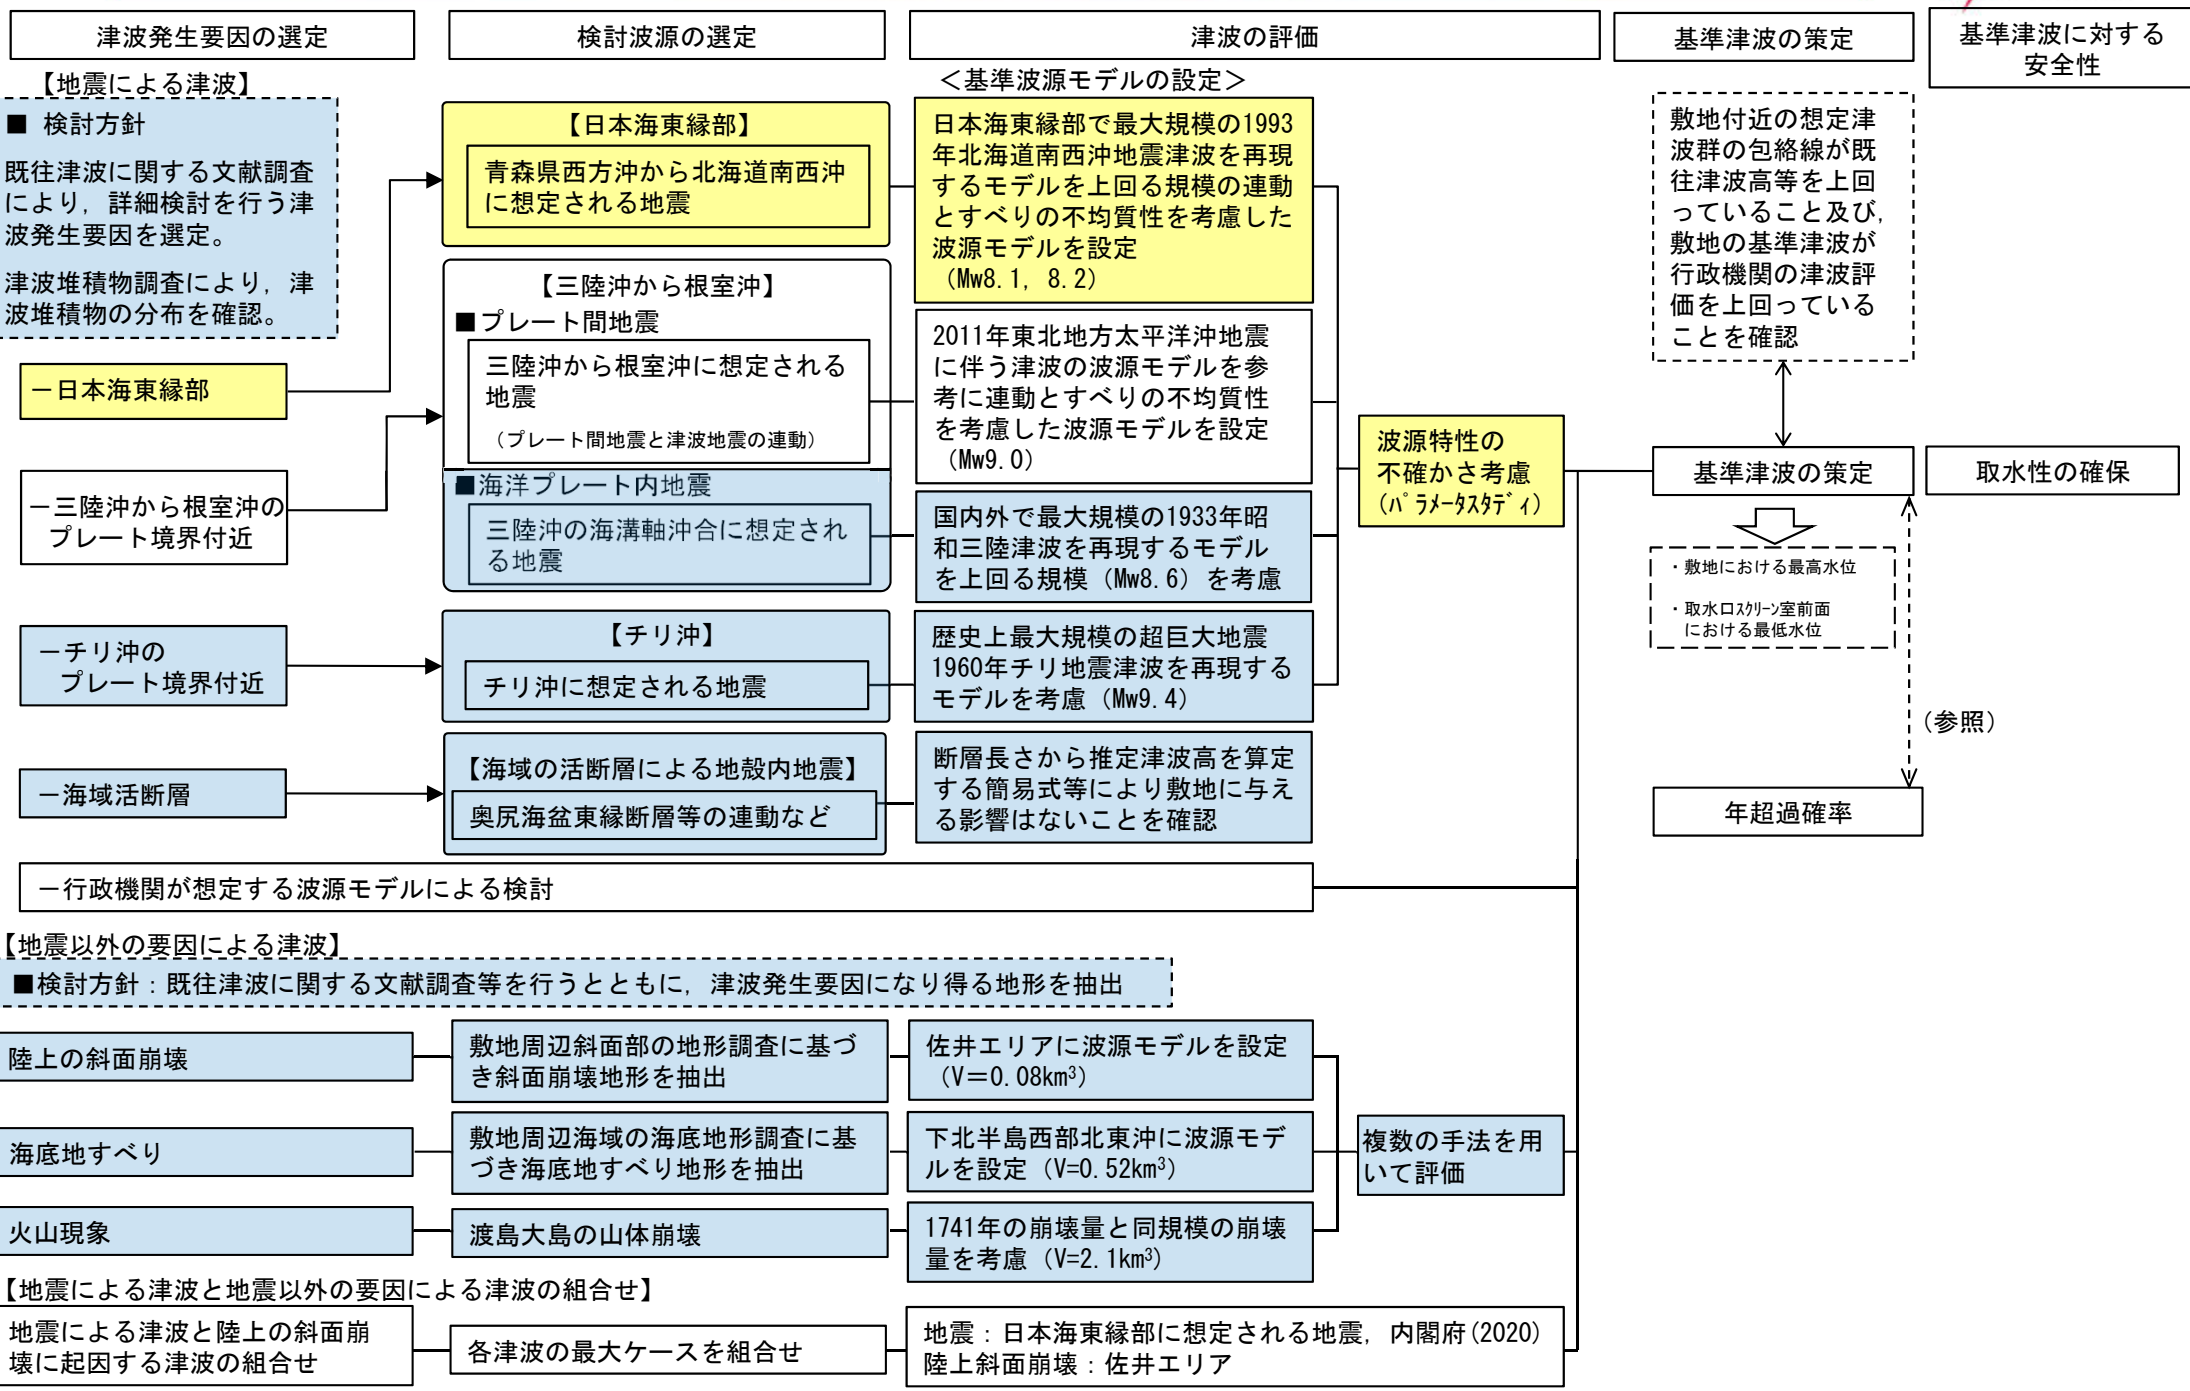 津波発生要因の選定
検討波源の選定
津波の評価
基準津波の策定
基準津波に対する
安全性
【地震による津波】
■ 検討方針
既往津波に関する文献調査
により，詳細検討を行う津
波発生要因を選定。
津波堆積物調査により，津
波堆積物の分布を確認。
－日本海東縁部
－三陸沖から根室沖の
プレート境界付近
－チリ沖の
プレート境界付近
－海域活断層
【日本海東縁部】
青森県西方沖から北海道南西沖
に想定される地震
【三陸沖から根室沖】
■プレート間地震
三陸沖から根室沖に想定される
地震
（プレート間地震と津波地震の連動）
■海洋プレート内地震
三陸沖の海溝軸沖合に想定され
る地震
【チリ沖】
チリ沖に想定される地震
【海域の活断層による地殻内地震】
奥尻海盆東縁断層等の連動など
＜基準波源モデルの設定＞
日本海東縁部で最大規模の1993
年北海道南西沖地震津波を再現
するモデルを上回る規模の連動
とすべりの不均質性を考慮した
波源モデルを設定
（Mw8.1，8.2）
2011年東北地方太平洋沖地震
に伴う津波の波源モデルを参
考に連動とすべりの不均質性
を考慮した波源モデルを設定
（Mw9.0）
国内外で最大規模の1933年昭
和三陸津波を再現するモデル
を上回る規模（Mw8.6）を考慮
歴史上最大規模の超巨大地震
1960年チリ地震津波を再現する
モデルを考慮（Mw9.4）
断層長さから推定津波高を算定
する簡易式等により敷地に与え
る影響はないことを確認
波源特性の
不確かさ考慮
（ﾊﾟﾗﾒｰﾀｽﾀﾃﾞｨ）
敷地付近の想定津
波群の包絡線が既
往津波高等を上回
っていること及び，
敷地の基準津波が
行政機関の津波評
価を上回っている
ことを確認
基準津波の策定
・敷地における最高水位
・取水口ｽｸﾘｰﾝ室前面
における最低水位
（参照）
年超過確率
取水性の確保
－行政機関が想定する波源モデルによる検討
【地震以外の要因による津波】
■検討方針：既往津波に関する文献調査等を行うとともに，津波発生要因になり得る地形を抽出
陸上の斜面崩壊
敷地周辺斜面部の地形調査に基づ
き斜面崩壊地形を抽出
佐井エリアに波源モデルを設定
（V＝0.08km³）
海底地すべり
敷地周辺海域の海底地形調査に基
づき海底地すべり地形を抽出
下北半島西部北東沖に波源モデ
ルを設定（V=0.52km³）
火山現象
渡島大島の山体崩壊
1741年の崩壊量と同規模の崩壊
量を考慮（V=2.1km³）
複数の手法を用
いて評価
【地震による津波と地震以外の要因による津波の組合せ】
地震による津波と陸上の斜面崩
壊に起因する津波の組合せ
各津波の最大ケースを組合せ
地震：日本海東縁部に想定される地震，内閣府(2020)
陸上斜面崩壊：佐井エリア